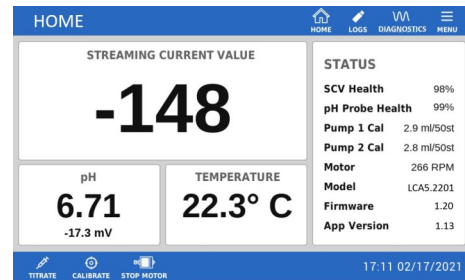 HOME
HOME LOGS DIAGNOSTICS MENU
STREAMING CURRENT VALUE
-148
pH
6.71
-17.3 mV
TEMPERATURE
22.3° C
STATUS
SCV Health 98%
pH Probe Health 99%
Pump 1 Cal 2.9 ml/50st
Pump 2 Cal 2.8 ml/50st
Motor 266 RPM
Model LCA5.2201
Firmware 1.20
App Version 1.13
TITRATE CALIBRATE STOP MOTOR
17:11 02/17/2021